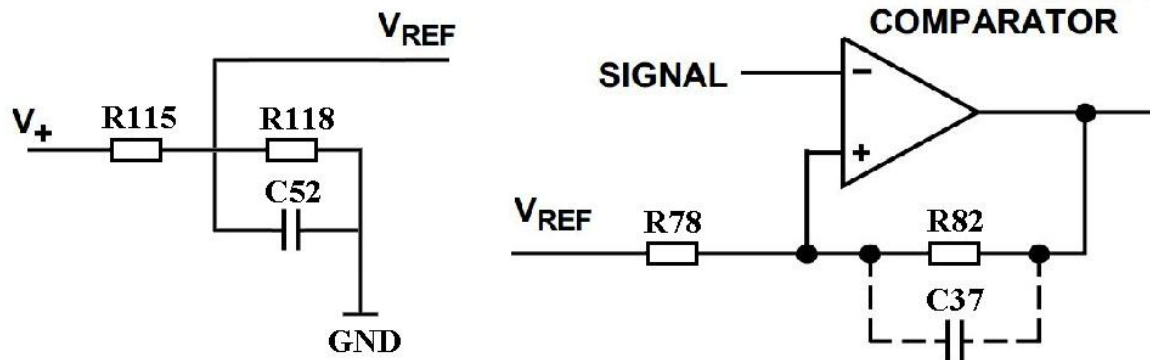 V+
R115
R118
C52
VREF
GND
COMPARATOR
SIGNAL
−
+
VREF
R78
R82
C37